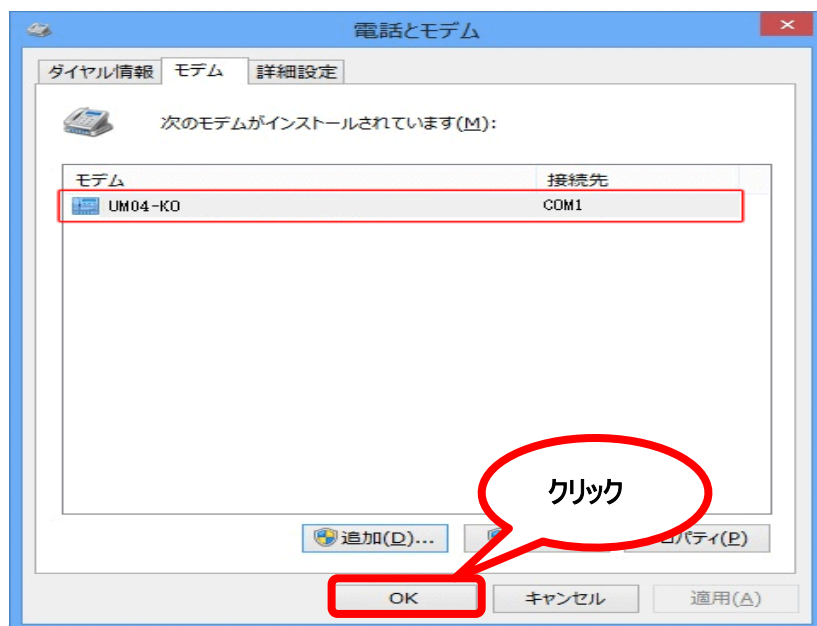 電話とモデム
ダイヤル情報 モデム 詳細設定
次のモデムがインストールされています(M):
モデム 接続先
UM04-KO COM1
クリック
追加(D)... パティ(P)
OK キャンセル 適用(A)